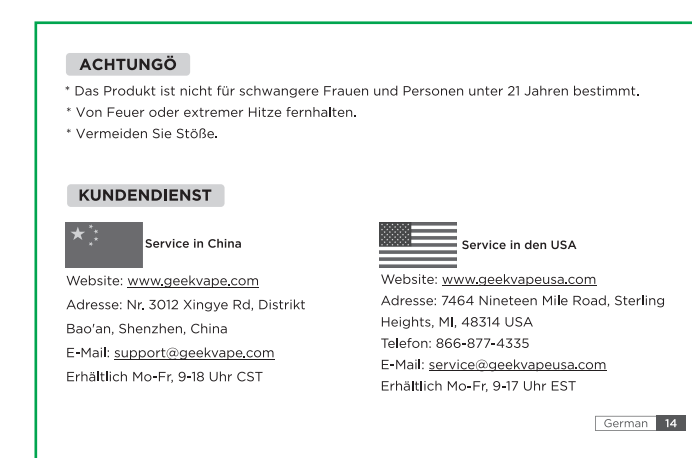 ACHTUNGÖ
* Das Produkt ist nicht für schwangere Frauen und Personen unter 21 Jahren bestimmt.
* Von Feuer oder extremer Hitze fernhalten.
* Vermeiden Sie Stöße.
KUNDENDIENST
Service in China
Website: www.geekvape.com
Adresse: Nr. 3012 Xingye Rd, Distrikt
Bao'an, Shenzhen, China
E-Mail: support@geekvape.com
Erhältlich Mo-Fr, 9-18 Uhr CST
Service in den USA
Website: www.geekvapeusa.com
Adresse: 7464 Nineteen Mile Road, Sterling
Heights, MI, 48314 USA
Telefon: 866-877-4335
E-Mail: service@geekvapeusa.com
Erhältlich Mo-Fr, 9-17 Uhr EST
German 14